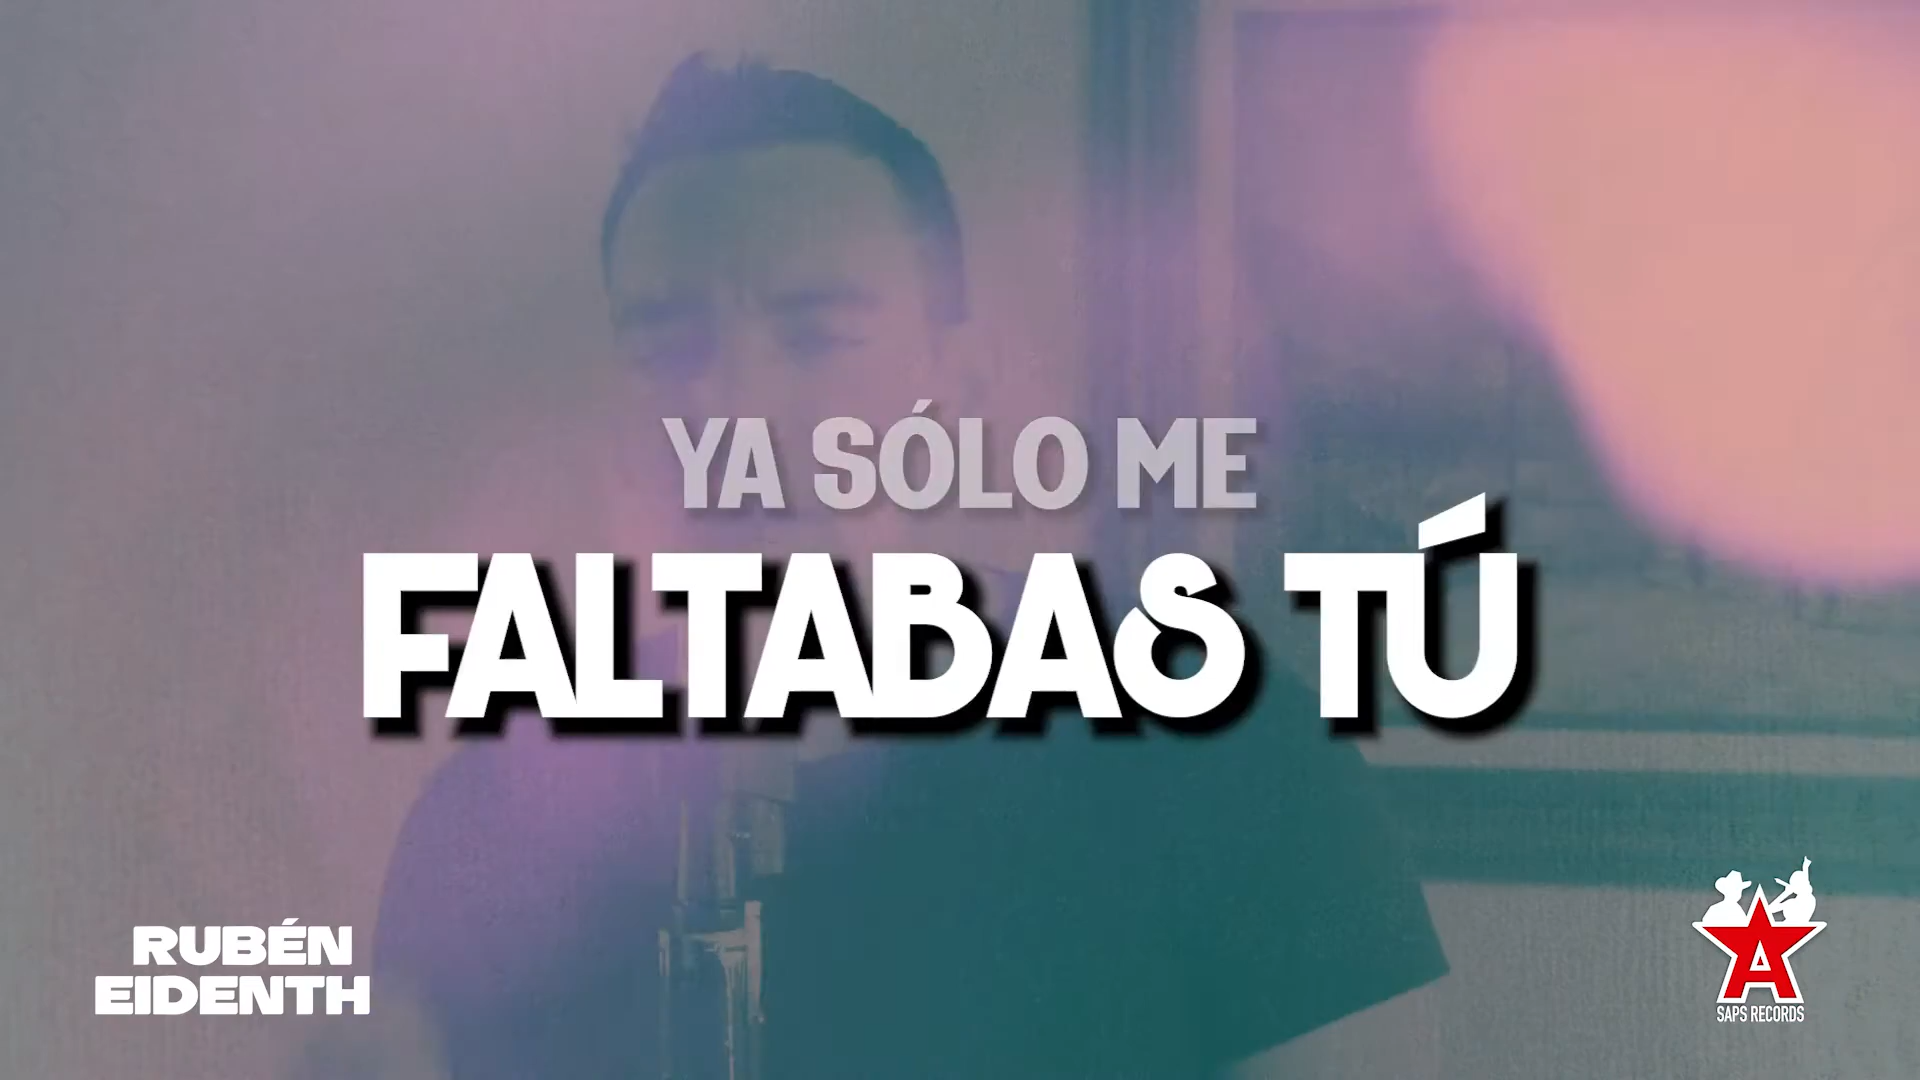 YA SÓLO ME
FALTABAS TÚ
RUBÉN
EIDENTH
A
SAPS RECORDS